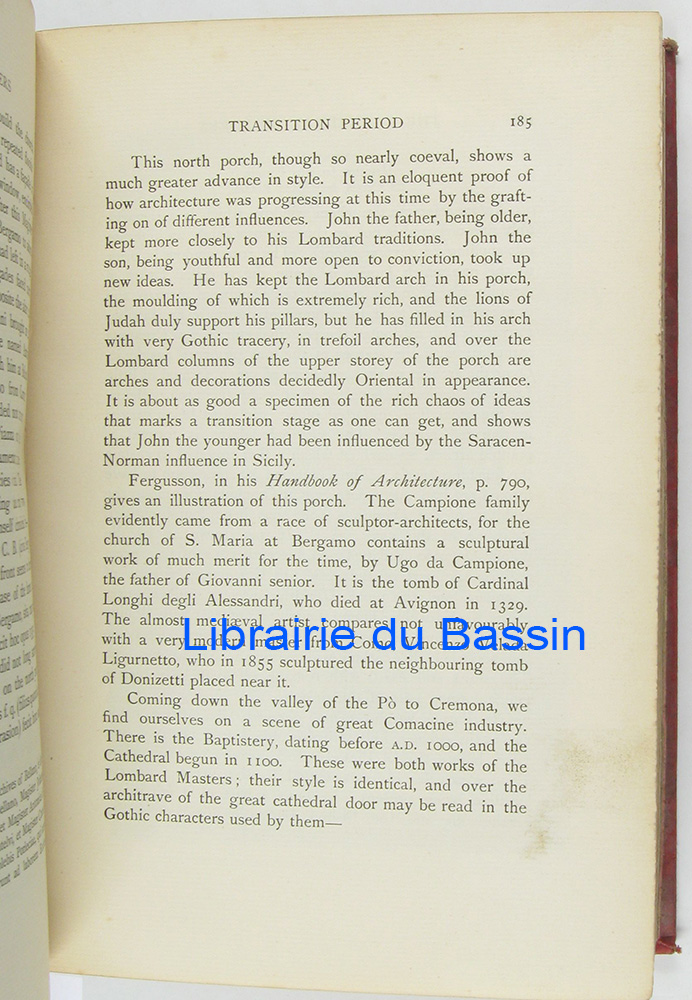 TRANSITION PERIOD 185
This north porch, though so nearly coeval, shows a
much greater advance in style. It is an eloquent proof of
how architecture was progressing at this time by the graft-
ing on of different influences. John the father, being older,
kept more closely to his Lombard traditions. John the
son, being youthful and more open to conviction, took up
new ideas. He has kept the Lombard arch in his porch,
the moulding of which is extremely rich, and the lions of
Judah duly support his pillars, but he has filled in his arch
with very Gothic tracery, in trefoil arches, and over the
Lombard columns of the upper storey of the porch are
arches and decorations decidedly Oriental in appearance.
It is about as good a specimen of the rich chaos of ideas
that marks a transition stage as one can get, and shows
that John the younger had been influenced by the Saracen-
Norman influence in Sicily.
Fergusson, in his Handbook of Architecture, p. 790,
gives an illustration of this porch. The Campione family
evidently came from a race of sculptor-architects, for the
church of S. Maria at Bergamo contains a sculptural
work of much merit for the time, by Ugo da Campione,
the father of Giovanni senior. It is the tomb of Cardinal
Longhi degli Alessandri, who died at Avignon in 1329.
The almost mediæval artist compares not unfavourably
with a very modern master from Como Vincenzo Velada
Ligurnetto, who in 1855 sculptured the neighbouring tomb
of Donizetti placed near it.
Coming down the valley of the Pò to Cremona, we
find ourselves on a scene of great Comacine industry.
There is the Baptistery, dating before A.D. 1000, and the
Cathedral begun in 1100. These were both works of the
Lombard Masters; their style is identical, and over the
architrave of the great cathedral door may be read in the
Gothic characters used by them—
Librairie du Bassin